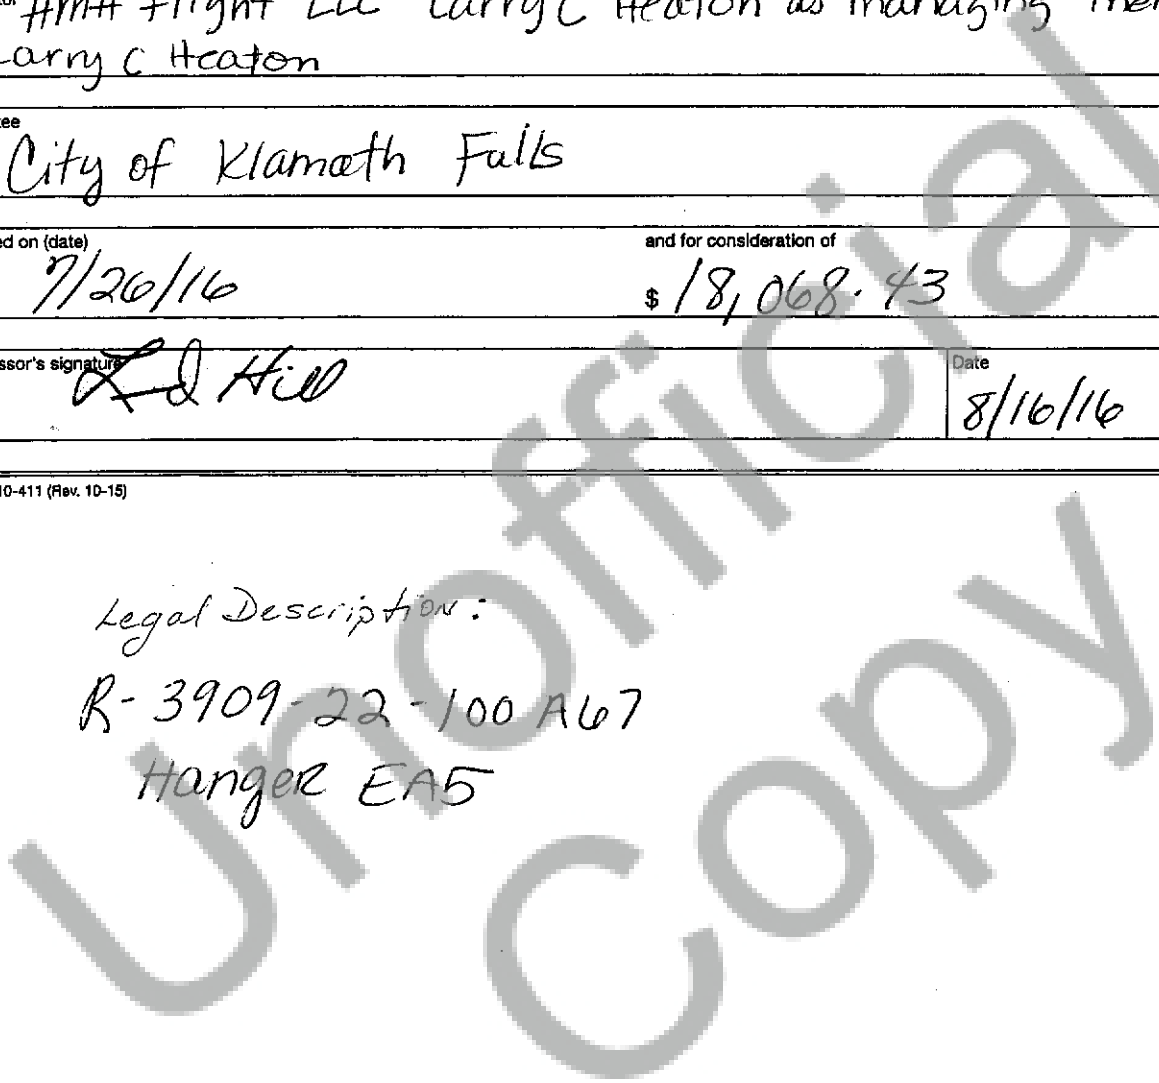 HMH Flight LLC Larry C Heaton as managing
Larry C Heaton
City of Klamath Falls
ed on (date)
7/26/16
and for consideration of
$ 18,068.43
ssor's signature
Hill
Date
8/16/16
10-411 (Rev. 10-15)
Legal Description:
R-3909-22-100 A67
Hanger EA5
Unofficial
Copy